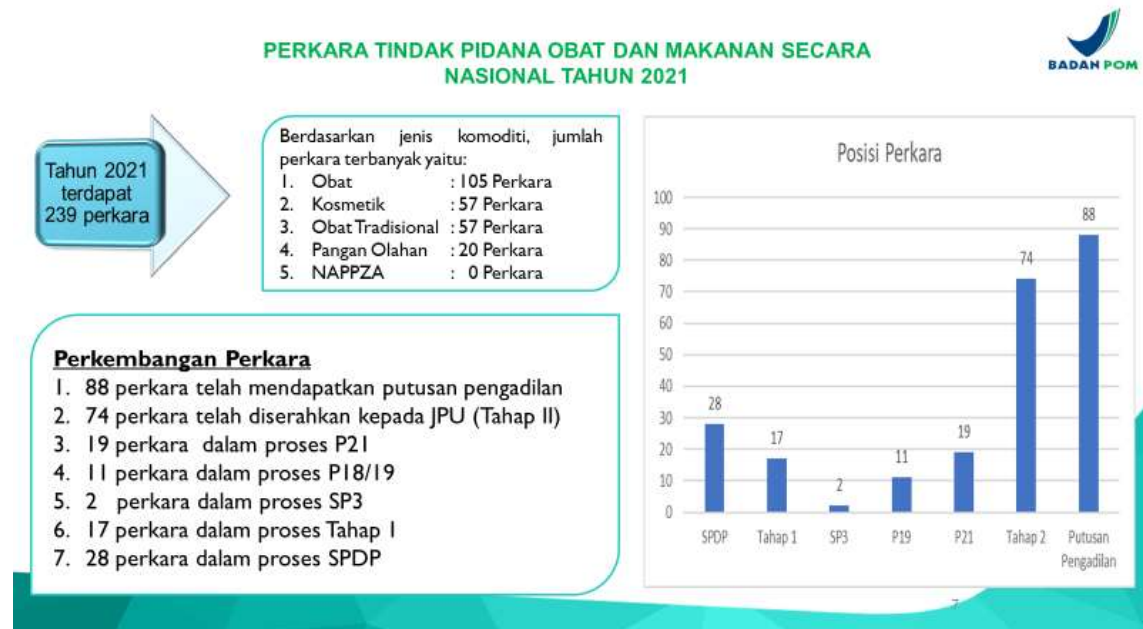 PERKARA TINDAK PIDANA OBAT DAN MAKANAN SECARA
NASIONAL TAHUN 2021
BADAN POM
Tahun 2021
terdapat
239 perkara
Berdasarkan jenis komoditi, jumlah
perkara terbanyak yaitu:
1. Obat : 105 Perkara
2. Kosmetik : 57 Perkara
3. Obat Tradisional : 57 Perkara
4. Pangan Olahan : 20 Perkara
5. NAPPZA : 0 Perkara
Perkembangan Perkara
1. 88 perkara telah mendapatkan putusan pengadilan
2. 74 perkara telah diserahkan kepada JPU (Tahap II)
3. 19 perkara dalam proses P21
4. 11 perkara dalam proses P18/19
5. 2 perkara dalam proses SP3
6. 17 perkara dalam proses Tahap 1
7. 28 perkara dalam proses SPDP
Posisi Perkara
100
90
80
70
60
50
40
30
20
10
0
28
17
2
11
19
74
88
SPDP Tahap 1 SP3 P19 P21 Tahap 2 Putusan
Pengadilan
7